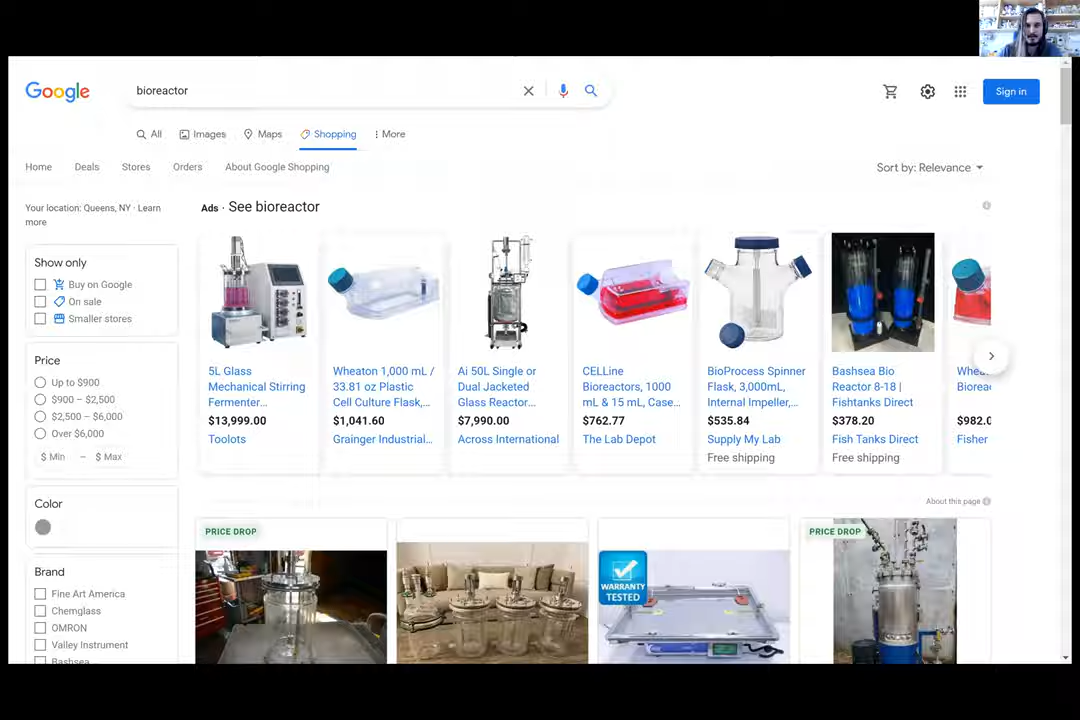 Google
bioreactor
Sign in
All
Images
Maps
Shopping
More
Home
Deals
Stores
Orders
About Google Shopping
Sort by: Relevance
Your location: Queens, NY · Learn
more
Ads · See bioreactor
Show only
Buy on Google
On sale
Smaller stores
Price
Up to $900
$900 – $2,500
$2,500 – $6,000
Over $6,000
$ Min – $ Max
Color
Brand
Fine Art America
Chemglass
OMRON
Valley Instrument
Bashsea
5L Glass
Mechanical Stirring
Fermenter...
$13,999.00
Toolots
Wheaton 1,000 mL /
33.81 oz Plastic
Cell Culture Flask,...
$1,041.60
Grainger Industrial...
Ai 50L Single or
Dual Jacketed
Glass Reactor...
$7,990.00
Across International
CELLine
Bioreactors, 1000
mL & 15 mL, Case...
$762.77
The Lab Depot
BioProcess Spinner
Flask, 3,000mL,
Internal Impeller,...
$535.84
Supply My Lab
Free shipping
Bashsea Bio
Reactor 8-18 |
Fishtanks Direct
$378.20
Fish Tanks Direct
Free shipping
$982.0
Fisher
About this page
PRICE DROP
WARRANTY
TESTED
PRICE DROP